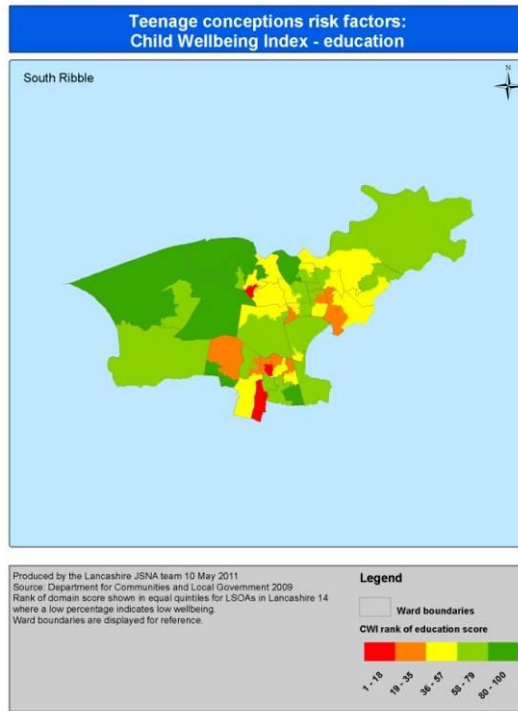 Teenage conceptions risk factors:
Child Wellbeing Index - education
South Ribble
N
Produced by the Lancashire JSNA team 10 May 2011
Source: Department for Communities and Local Government 2009
Rank of domain score shown in equal quintiles for LSOAs in Lancashire 14
where a low percentage indicates low wellbeing.
Ward boundaries are displayed for reference.
Legend
Ward boundaries
CWI rank of education score
1 - 18
19 - 35
36 - 57
58 - 79
80 - 100